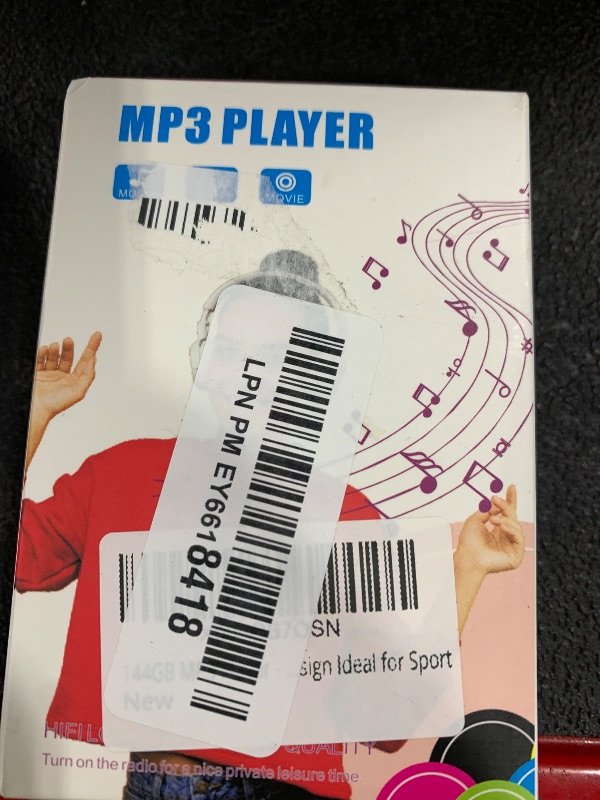 MP3 PLAYER
MOVIE
LPN PM EY6618418
SN
sign Ideal for Sport
144GB
New
HIFI
QUALITY
Turn on the radio for a nice private leisure time